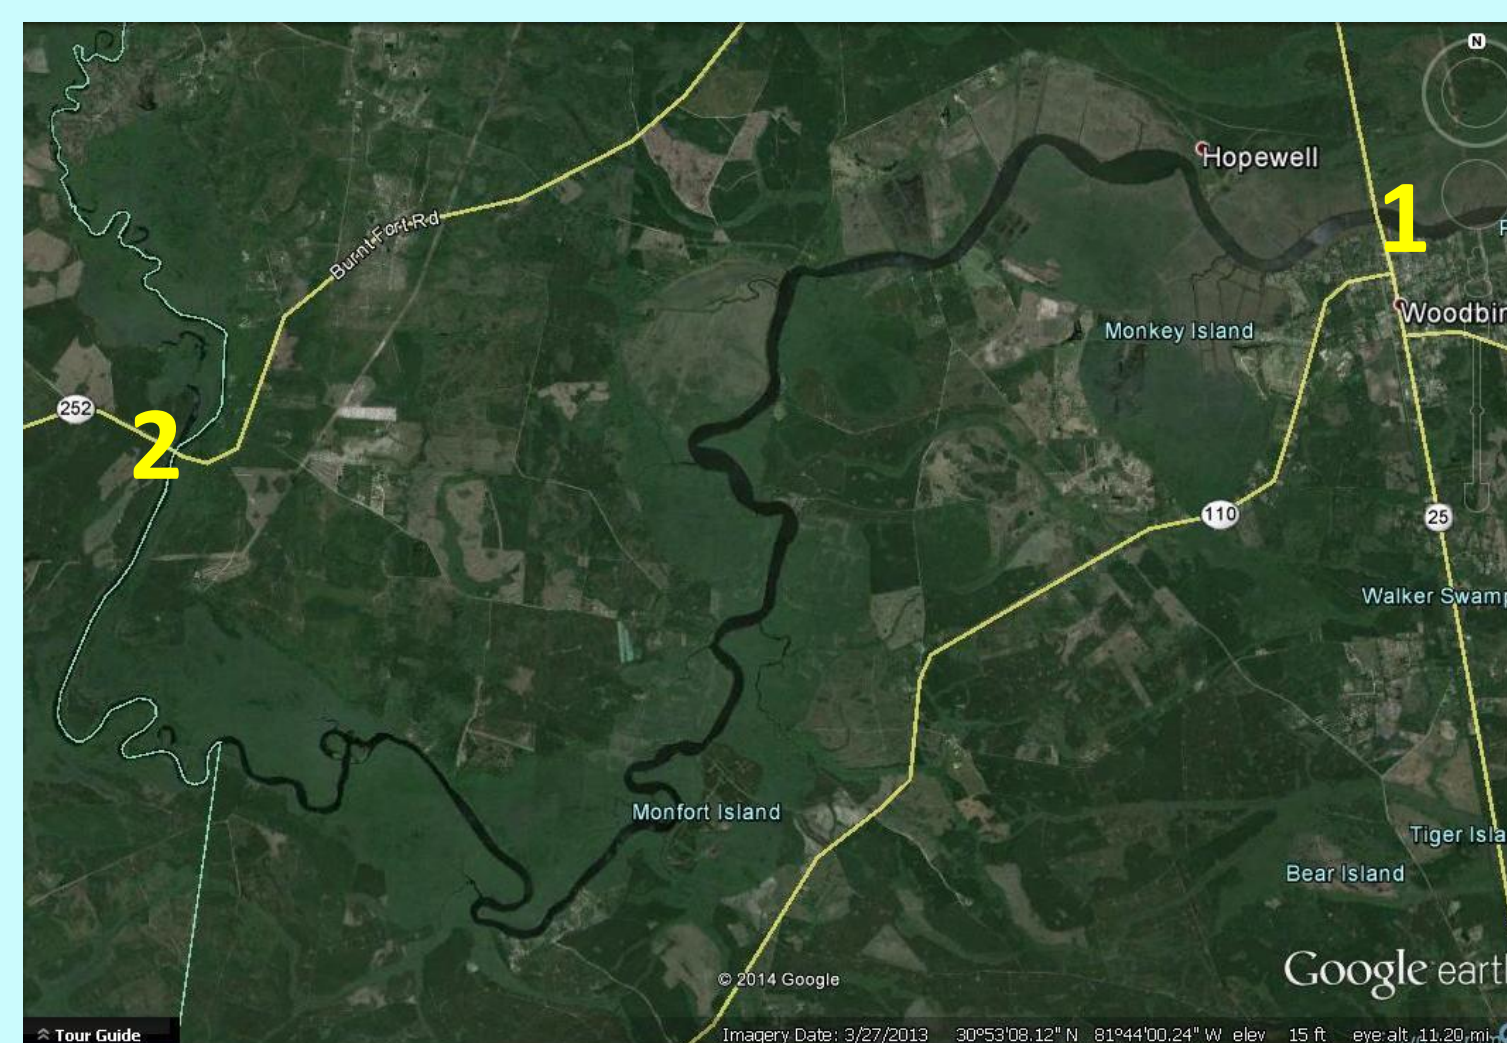 N
Hopewell
1
Burnt Fort Rd
Monkey Island
Woodbin
252
2
110
25
Walker Swamp
Monfort Island
Tiger Isla
Bear Island
Google earth
© 2014 Google
Tour Guide
Imagery Date: 3/27/2013 30°53'08.12" N 81°44'00.24" W elev 15 ft eye alt 11.20 mi